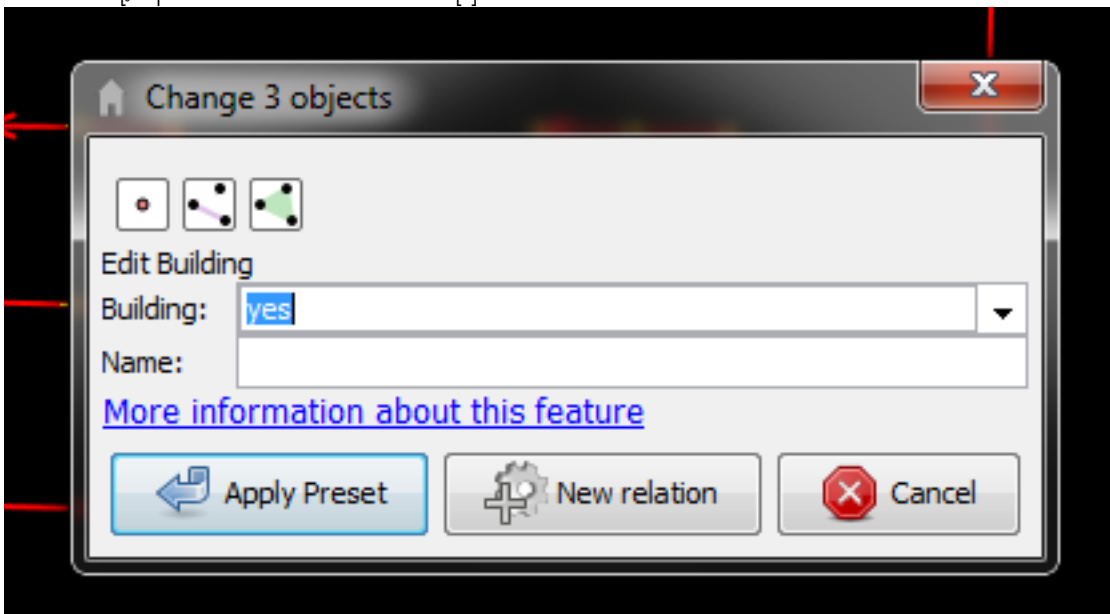 Change 3 objects
Edit Building
Building: yes
Name:
More information about this feature
Apply Preset New relation Cancel